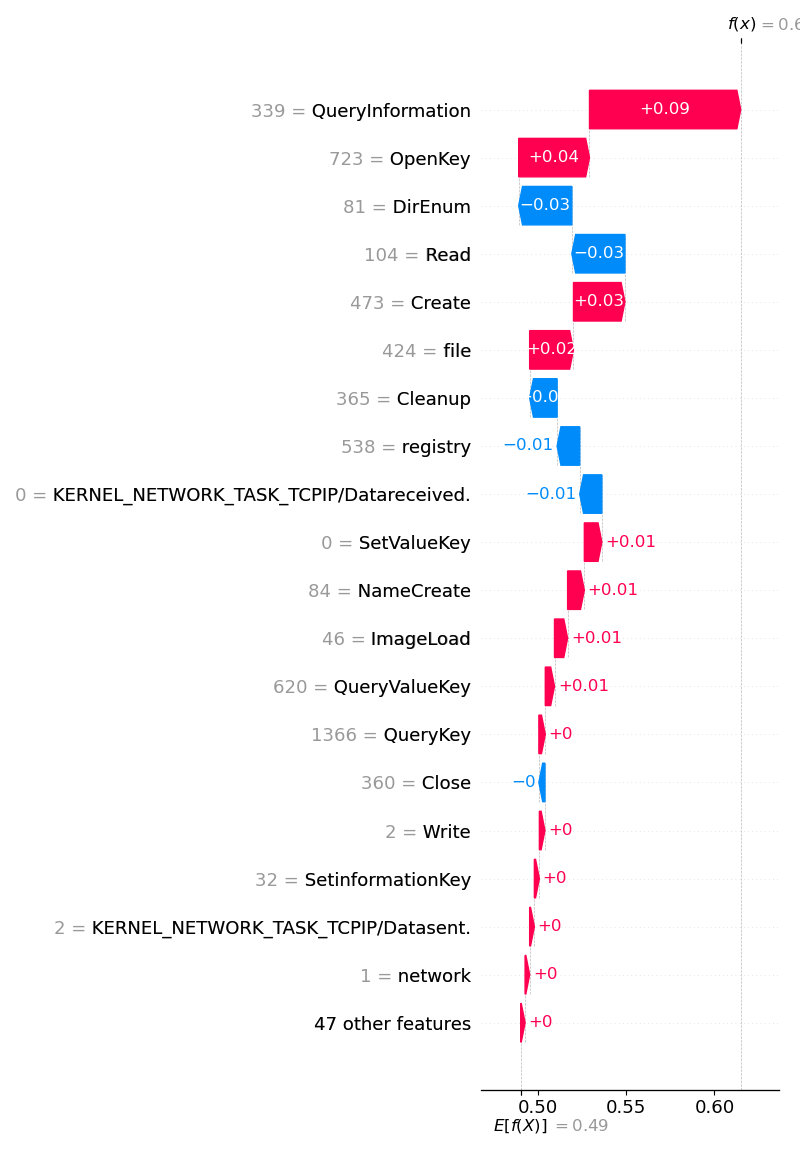 f(x) = 0.6
339 = QueryInformation +0.09
723 = OpenKey +0.04
81 = DirEnum −0.03
104 = Read −0.03
473 = Create +0.03
424 = file +0.02
365 = Cleanup −0.0
538 = registry −0.01
0 = KERNEL_NETWORK_TASK_TCPIP/Datareceived. −0.01
0 = SetValueKey +0.01
84 = NameCreate +0.01
46 = ImageLoad +0.01
620 = QueryValueKey +0.01
1366 = QueryKey +0
360 = Close −0
2 = Write +0
32 = SetinformationKey +0
2 = KERNEL_NETWORK_TASK_TCPIP/Datasent. +0
1 = network +0
47 other features +0
0.50 0.55 0.60
E[f(X)] = 0.49